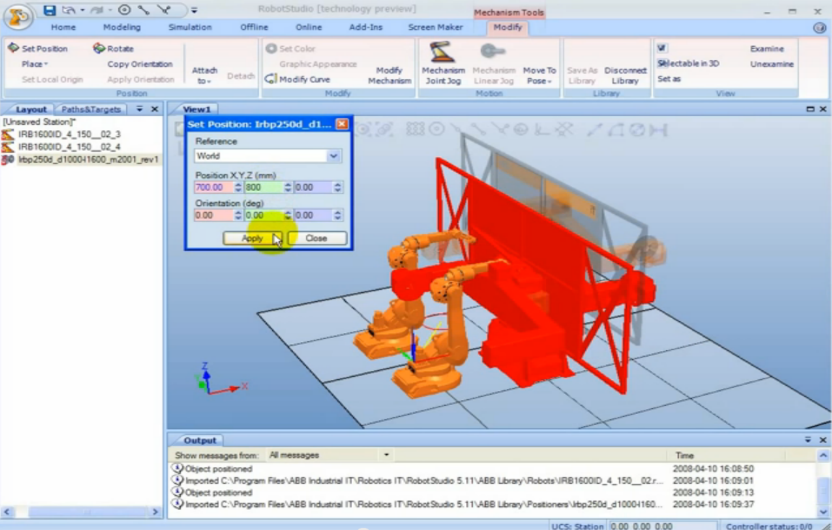 RobotStudio [technology preview]
Mechanism Tools
Home Modeling Simulation Offline Online Add-Ins Screen Maker Modify
Set Position
Place
Set Local Origin
Rotate
Copy Orientation
Apply Orientation
Position
Attach to
Detach
Set Color
Graphic Appearance
Modify Curve
Modify Mechanism
Modify
Mechanism Joint Jog
Mechanism Linear Jog
Move To Pose
Motion
Save As Library
Disconnect Library
Library
Selectable in 3D
Set as
Examine
Unexamine
View
Layout Paths&Targets
[Unsaved Station]*
IRB1600ID_4_150__02_3
IRB1600ID_4_150__02_4
Irbp250d_d1000-l1600_m2001_rev1
View1
Set Position: Irbp250d_d1...
Reference
World
Position X,Y,Z (mm)
700.00 800 0.00
Orientation (deg)
0.00 0.00 0.00
Apply Close
Z
X
Output
Show messages from: All messages Time
Object positioned 2008-04-10 16:08:50
Imported C:\Program Files\ABB Industrial IT\Robotics IT\RobotStudio 5.11\ABB Library\Robots\IRB1600ID_4_150__02.r... 2008-04-10 16:09:01
Object positioned 2008-04-10 16:09:13
Imported C:\Program Files\ABB Industrial IT\Robotics IT\RobotStudio 5.11\ABB Library\Positioners\Irbp250d_d1000-l160... 2008-04-10 16:09:37
UCS: Station 0.00 0.00 0.00 Controller status: 0/0